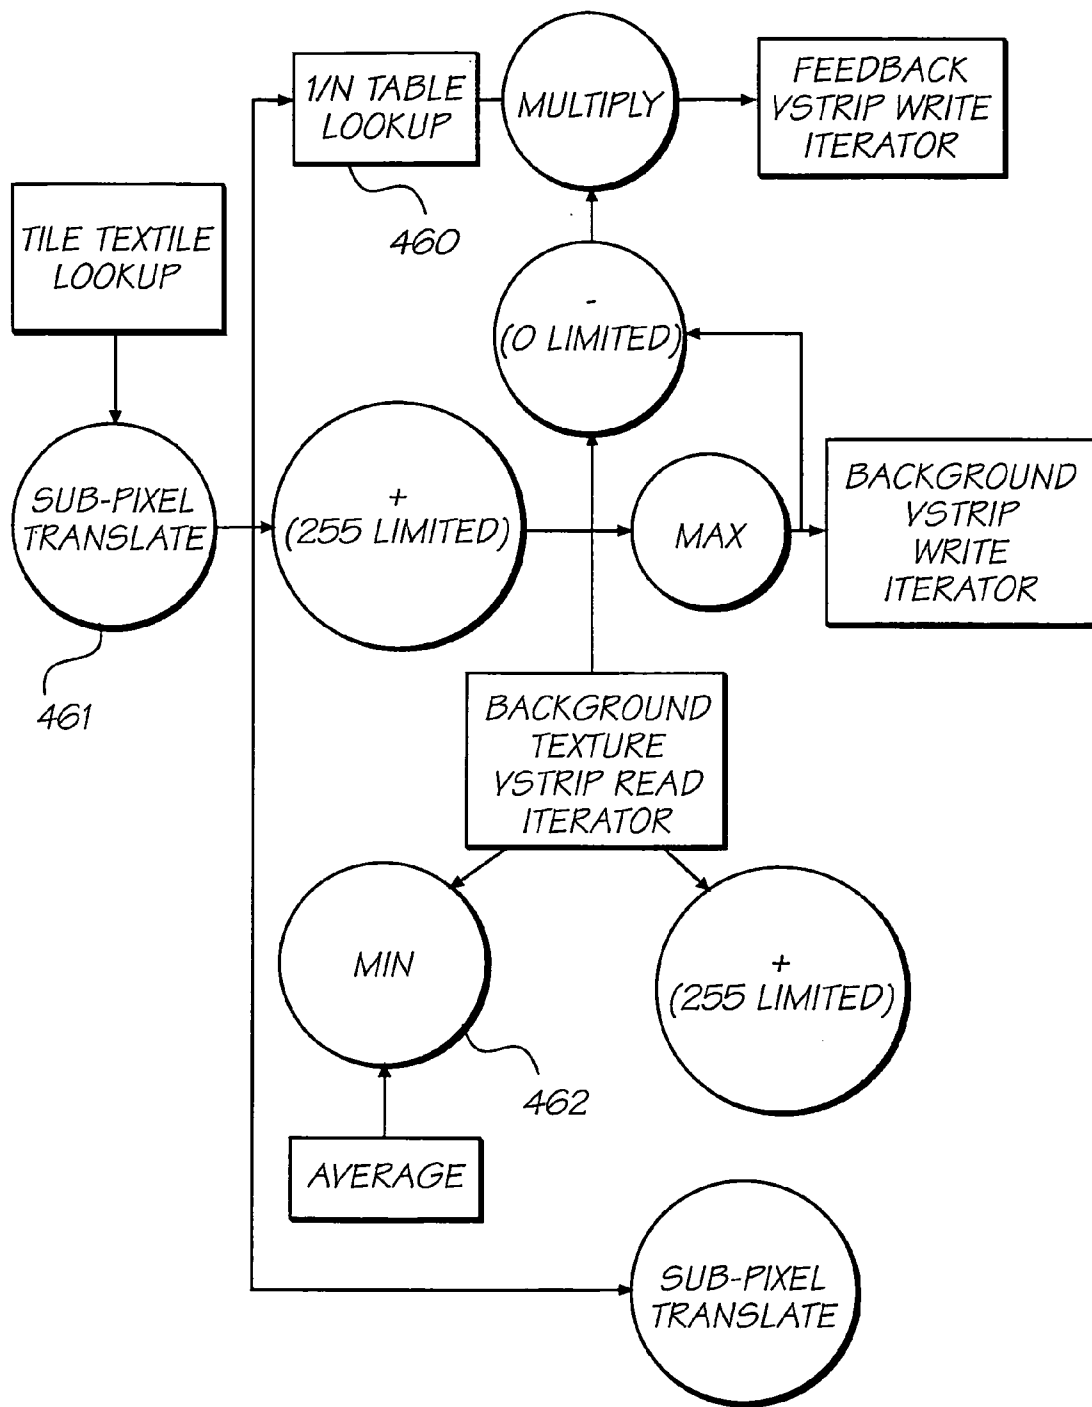 1/N TABLE
LOOKUP
MULTIPLY
FEEDBACK
VSTRIP WRITE
ITERATOR
460
TILE TEXTILE
LOOKUP
-
(0 LIMITED)
SUB-PIXEL
TRANSLATE
+
(255 LIMITED)
MAX
BACKGROUND
VSTRIP
WRITE
ITERATOR
461
BACKGROUND
TEXTURE
VSTRIP READ
ITERATOR
MIN
+
(255 LIMITED)
462
AVERAGE
SUB-PIXEL
TRANSLATE